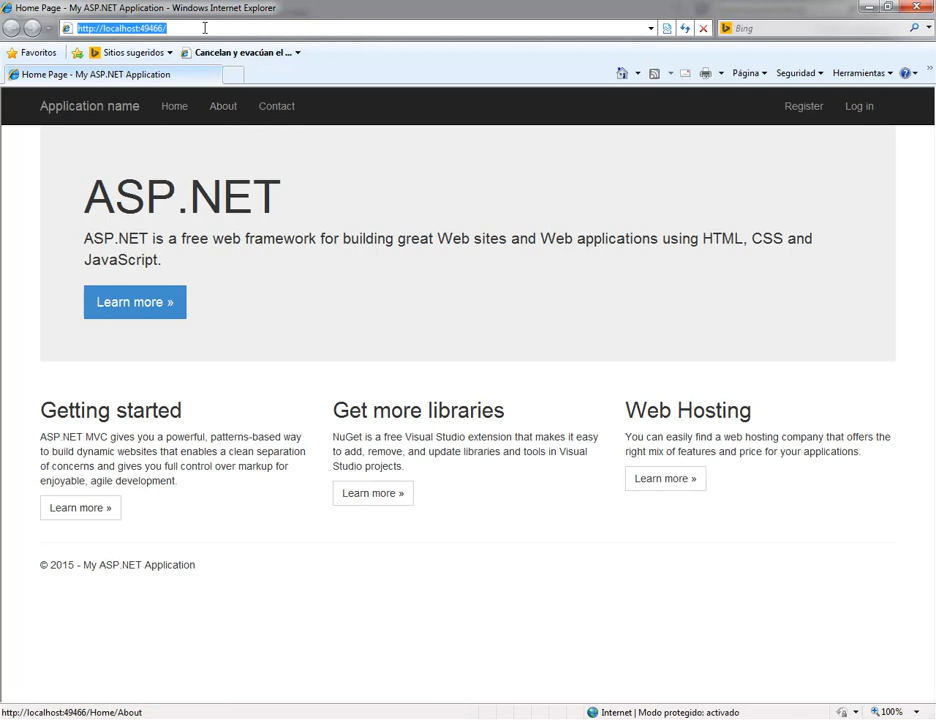 Home Page - My ASP.NET Application - Windows Internet Explorer
http://localhost:49466/
Bing
Favoritos
Sitios sugeridos
Cancelan y evacúan el ...
Home Page - My ASP.NET Application
Página
Seguridad
Herramientas
Application name
Home
About
Contact
Register
Log in
ASP.NET
ASP.NET is a free web framework for building great Web sites and Web applications using HTML, CSS and
JavaScript.
Learn more »
Getting started
ASP.NET MVC gives you a powerful, patterns-based way
to build dynamic websites that enables a clean separation
of concerns and gives you full control over markup for
enjoyable, agile development.
Learn more »
Get more libraries
NuGet is a free Visual Studio extension that makes it easy
to add, remove, and update libraries and tools in Visual
Studio projects.
Learn more »
Web Hosting
You can easily find a web hosting company that offers the
right mix of features and price for your applications.
Learn more »
© 2015 - My ASP.NET Application
http://localhost:49466/Home/About
Internet | Modo protegido: activado
100%